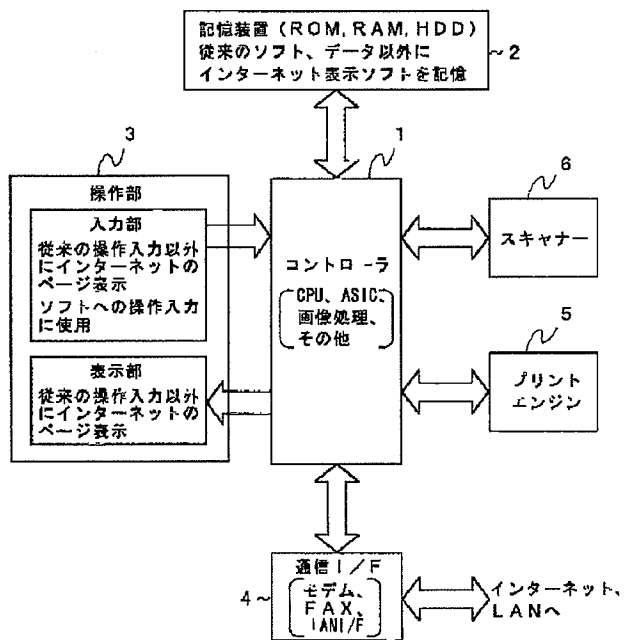 記憶装置（ROM, RAM, HDD）
従来のソフト、データ以外に
インターネット表示ソフトを記憶
2
3
1
6
操作部
入力部
従来の操作入力以外
にインターネットの
ページ表示
ソフトへの操作入力
に使用
コントローラ
CPU、ASIC、
画像処理、
その他
スキャナー
5
プリント
エンジン
表示部
従来の操作入力以外
にインターネットの
ページ表示
4
通信I／F
モデム、
FAX、
LANI/F
インターネット、
LANへ